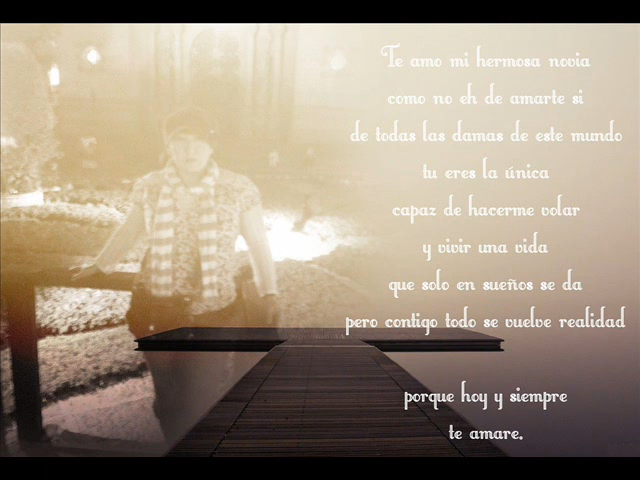 Te amo mi hermosa novia
como no eh de amarte si
de todas las damas de este mundo
tu eres la única
capaz de hacerme volar
y vivir una vida
que solo en sueños se da
pero contigo todo se vuelve realidad
porque hoy y siempre
te amare.